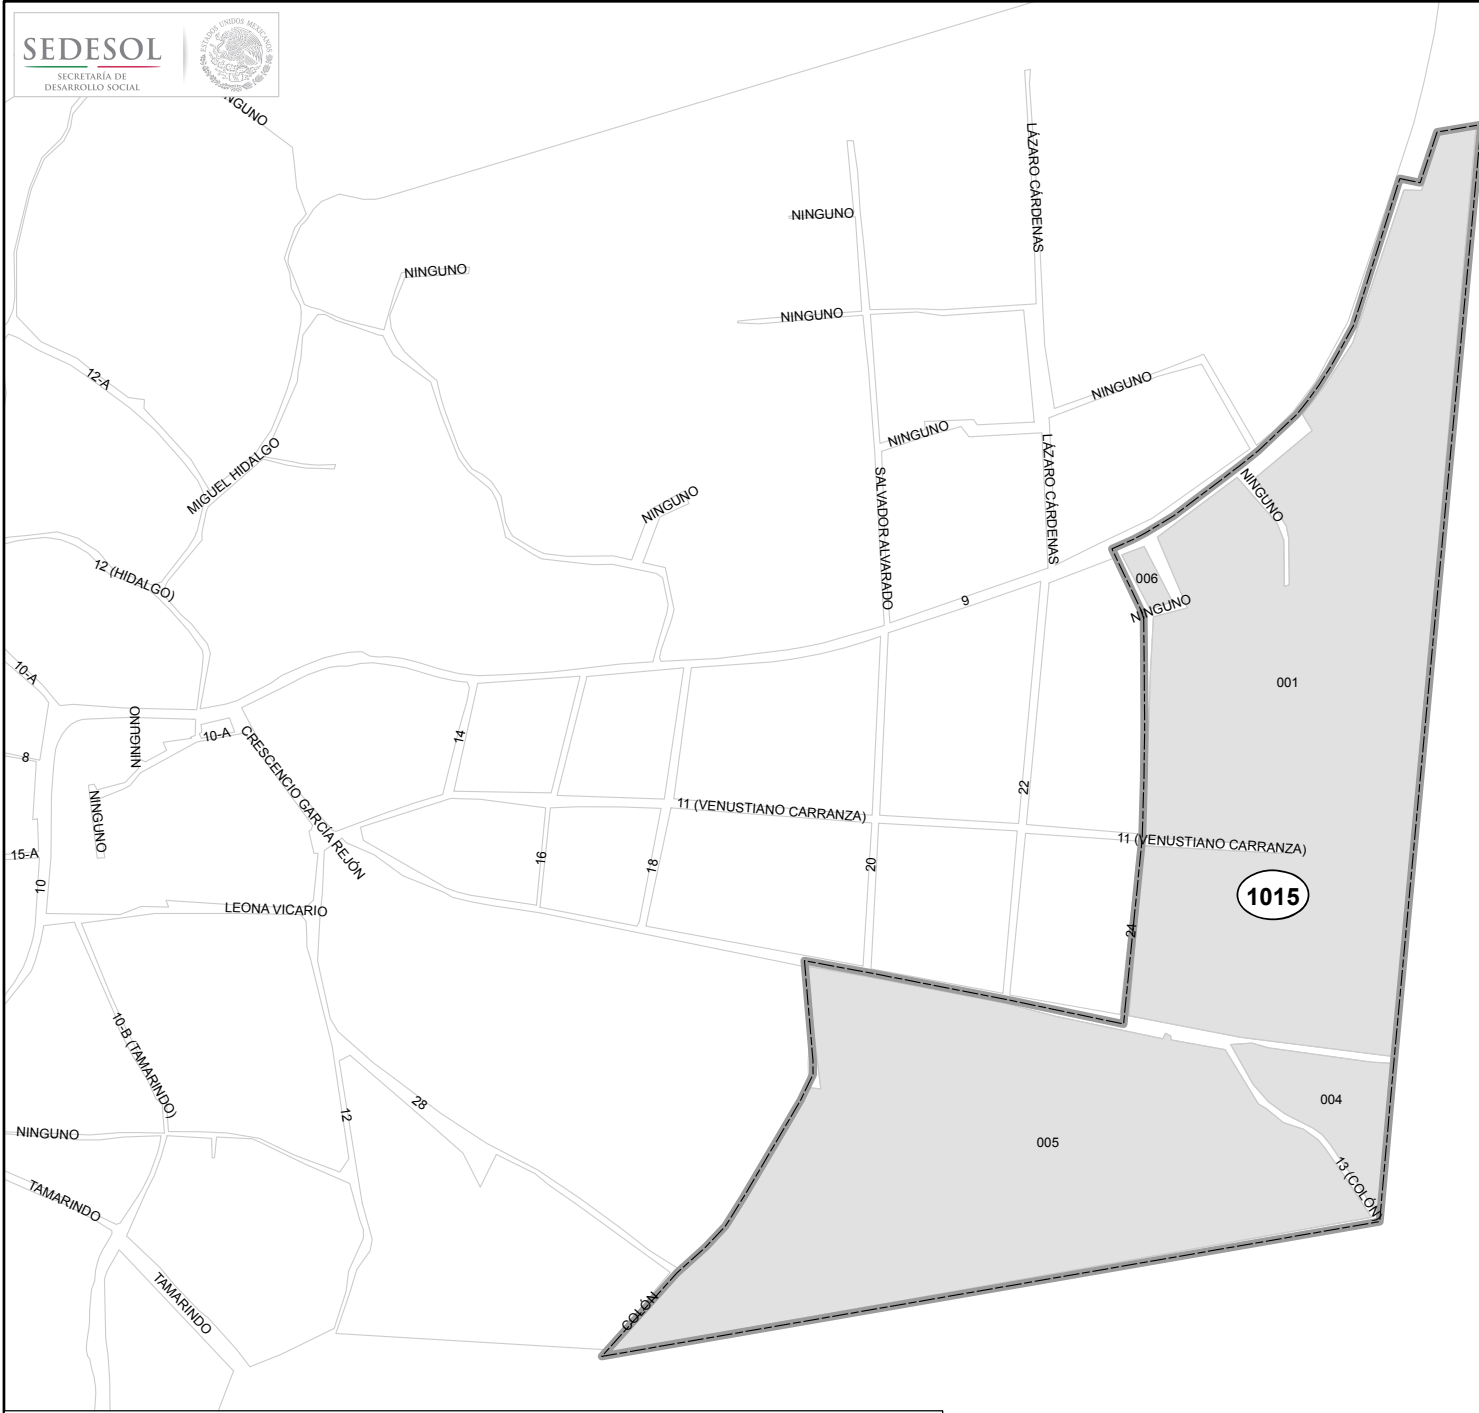 SEDESOL
SECRETARÍA DE
DESARROLLO SOCIAL
ESTADOS UNIDOS MEXICANOS
LÁZARO CÁRDENAS
NINGUNO
NINGUNO
NINGUNO
12-A
NINGUNO
NINGUNO
MIGUEL HIDALGO
LÁZARO CÁRDENAS
SALVADOR ALVARADO
NINGUNO
NINGUNO
12 (HIDALGO)
006
9
NINGUNO
10-A
001
NINGUNO
10-A
14
8
CRESCENCIO GARCÍA REJÓN
22
11 (VENUSTIANO CARRANZA)
NINGUNO
11 (VENUSTIANO CARRANZA)
15-A
16
18
20
10
1015
LEONA VICARIO
24
10-B (TAMARINDO)
28
12
004
NINGUNO
005
13 (COLÓN)
TAMARINDO
TAMARINDO
COLÓN